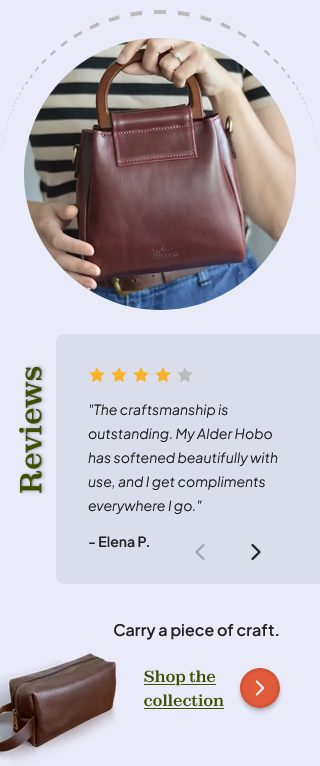 Reviews
"The craftsmanship is
outstanding. My Alder Hobo
has softened beautifully with
use, and I get compliments
everywhere I go."
- Elena P.
Carry a piece of craft.
Shop the
collection